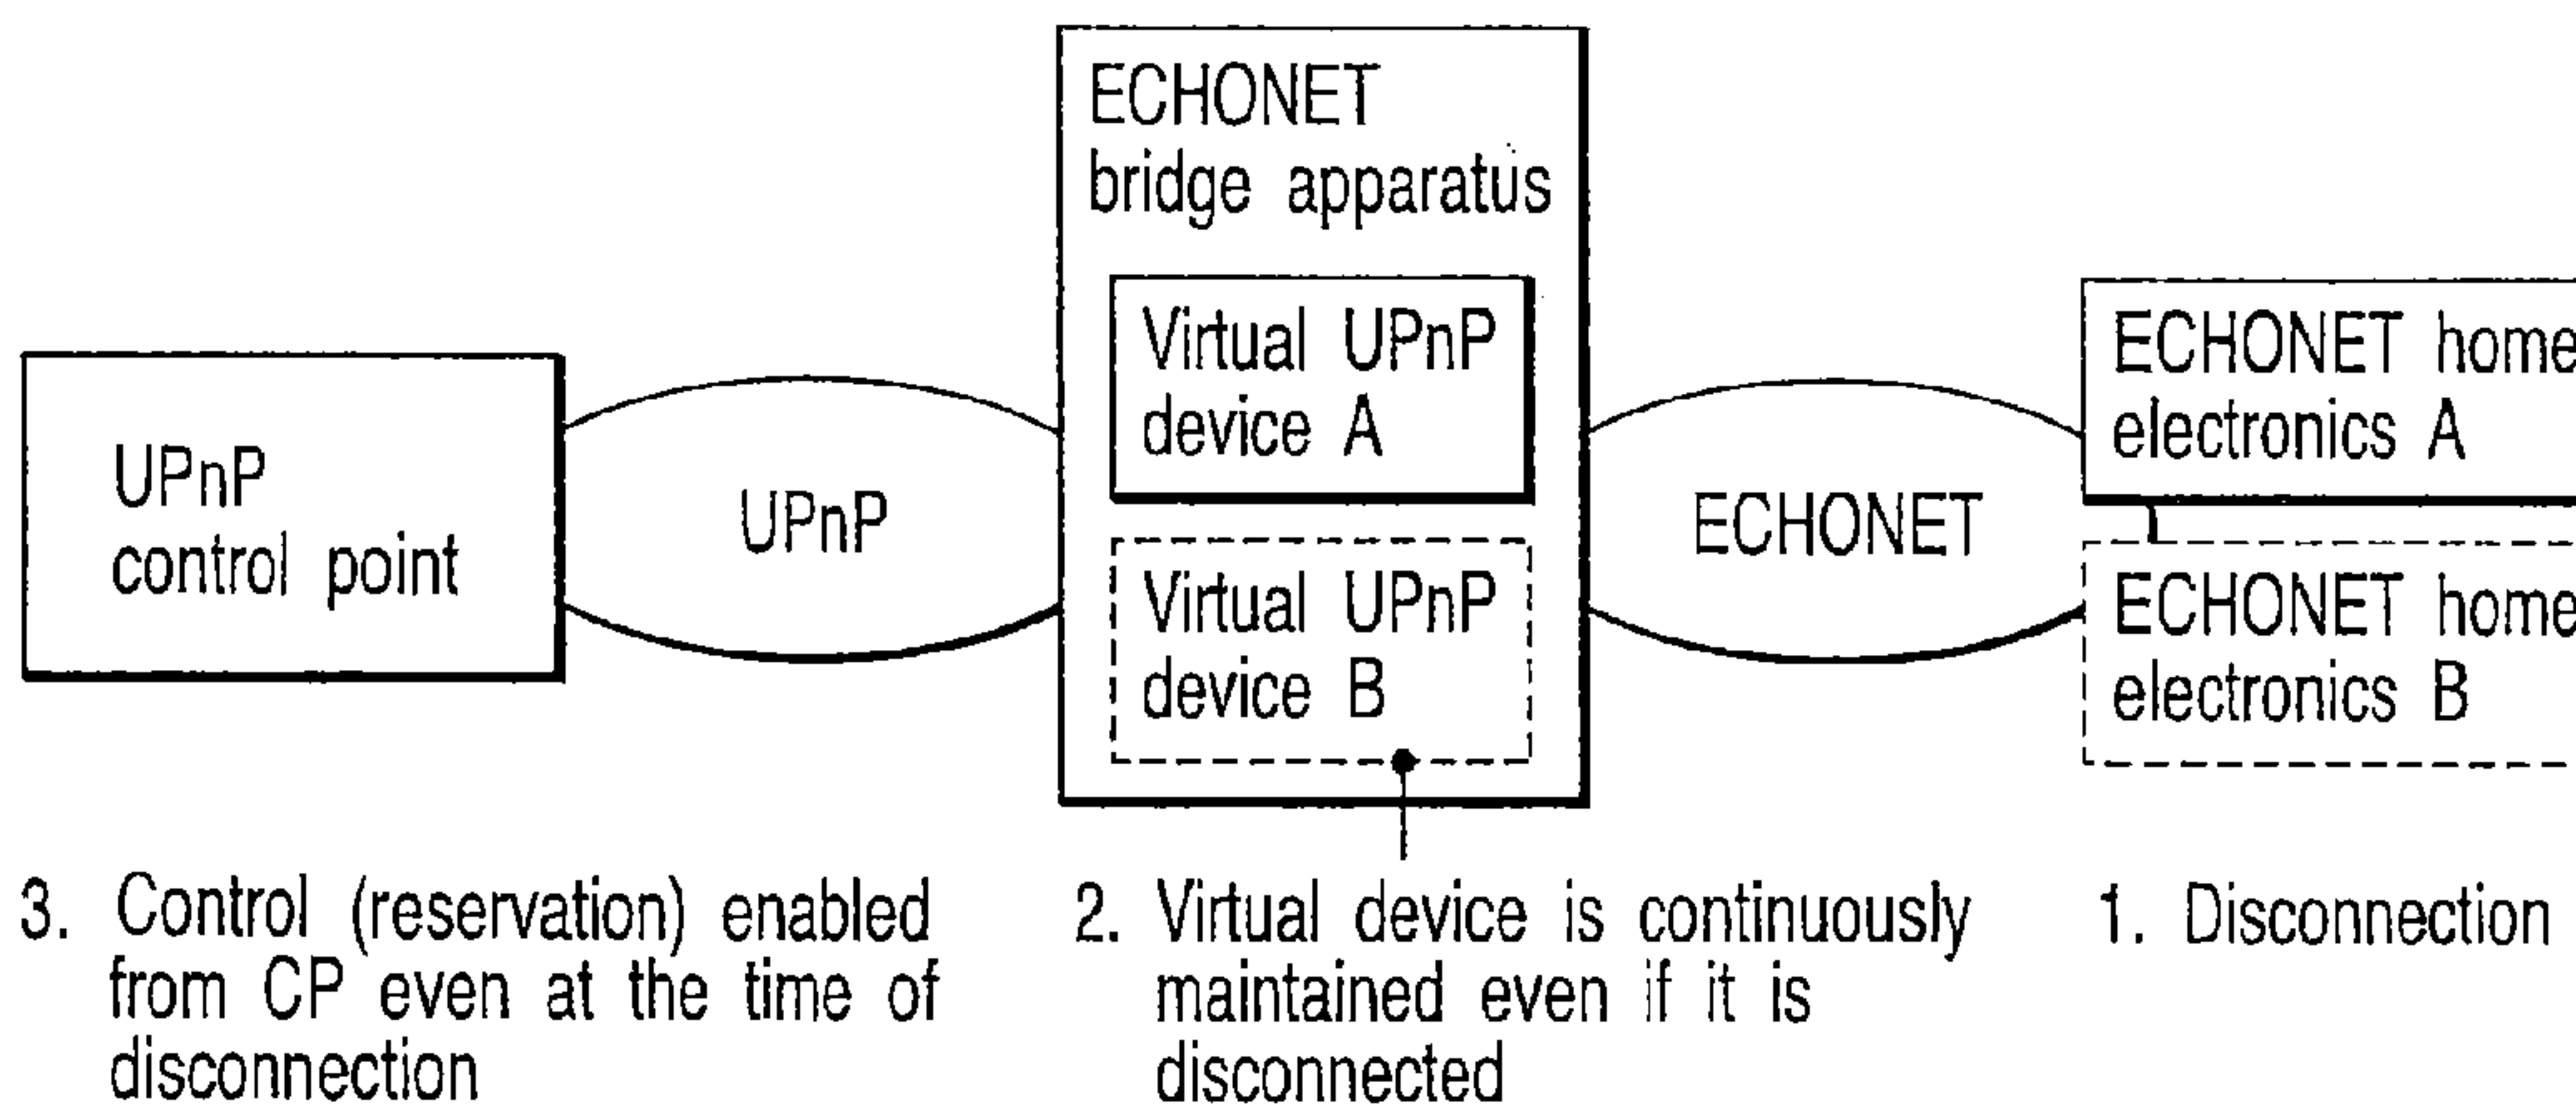 ECHONET
bridge apparatus
Virtual UPnP
device A
Virtual UPnP
device B
UPnP
control point
UPnP
ECHONET
ECHONET home
electronics A
ECHONET home
electronics B
3. Control (reservation) enabled
from CP even at the time of
disconnection
2. Virtual device is continuously
maintained even if it is
disconnected
1. Disconnection